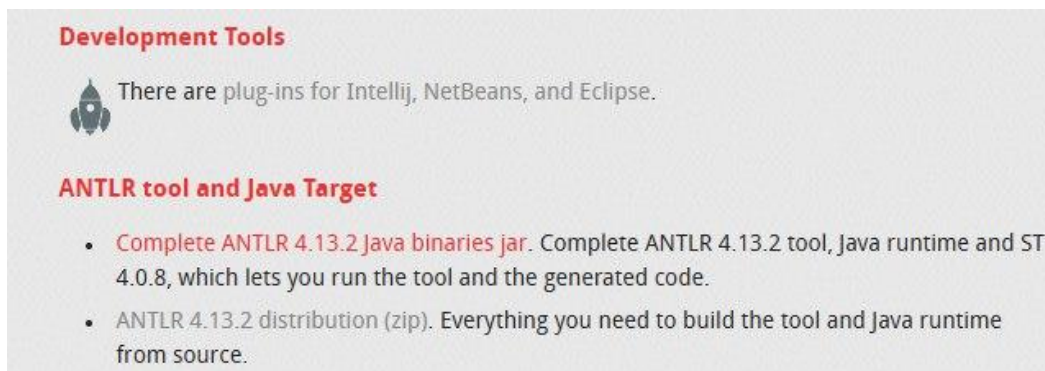 Development Tools
There are plug-ins for Intellij, NetBeans, and Eclipse.
ANTLR tool and Java Target
• Complete ANTLR 4.13.2 Java binaries jar. Complete ANTLR 4.13.2 tool, Java runtime and ST
4.0.8, which lets you run the tool and the generated code.
• ANTLR 4.13.2 distribution (zip). Everything you need to build the tool and Java runtime
from source.